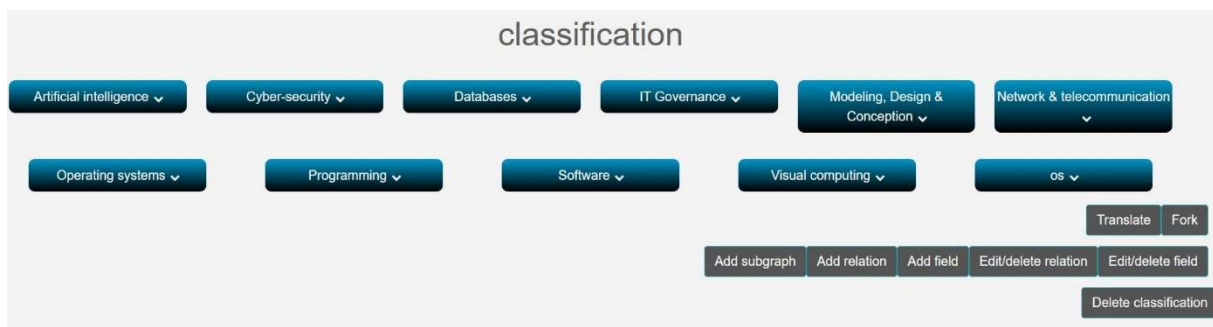 classification
Artificial intelligence
Cyber-security
Databases
IT Governance
Modeling, Design &
Conception
Network & telecommunication
Operating systems
Programming
Software
Visual computing
os
Translate
Fork
Add subgraph
Add relation
Add field
Edit/delete relation
Edit/delete field
Delete classification